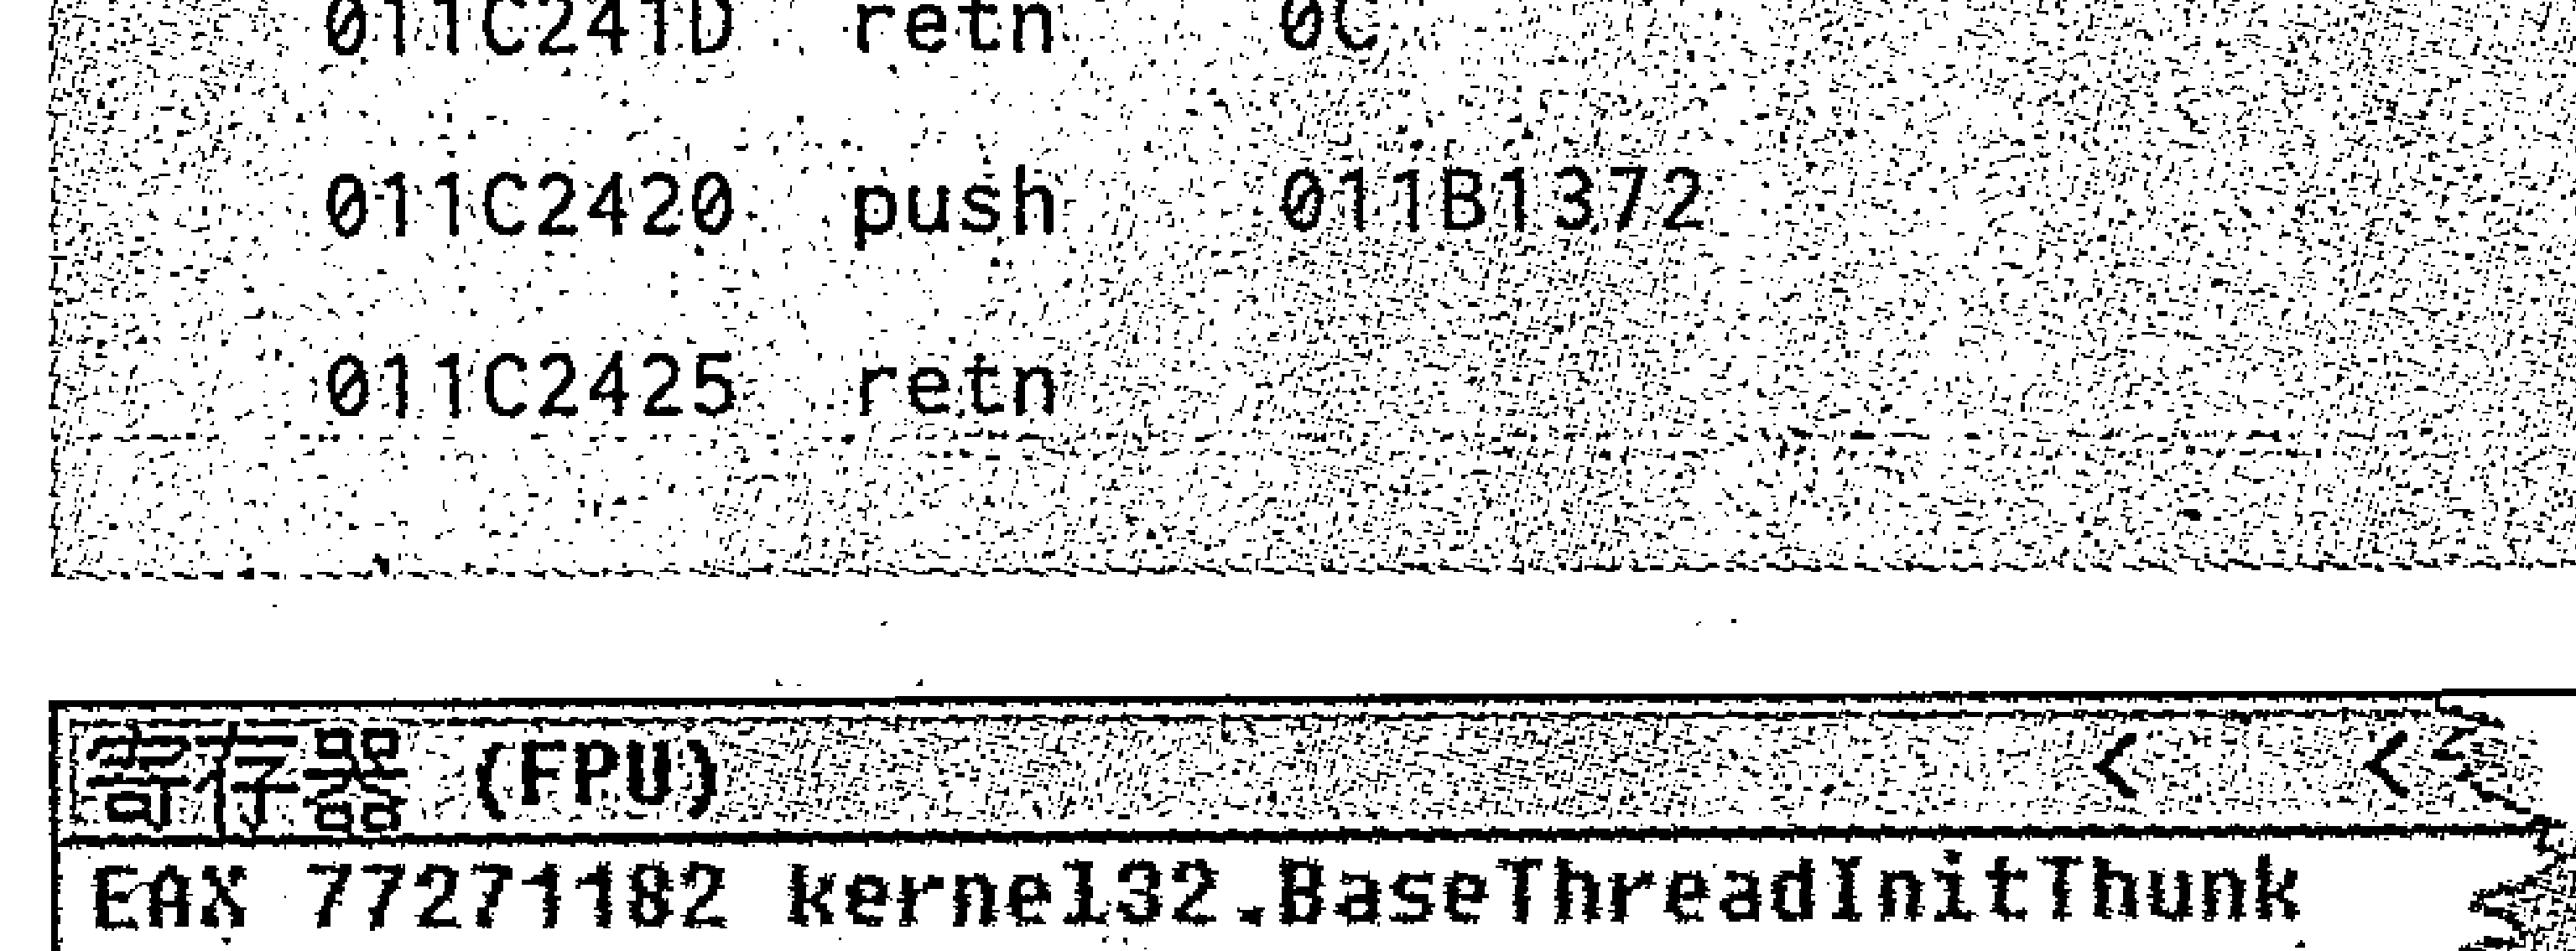 011C241D retn 0C
011C2420 push 011B1372
011C2425 retn
寄存器 (FPU) < <
EAX 77271182 kernel32.BaseThreadInitThunk